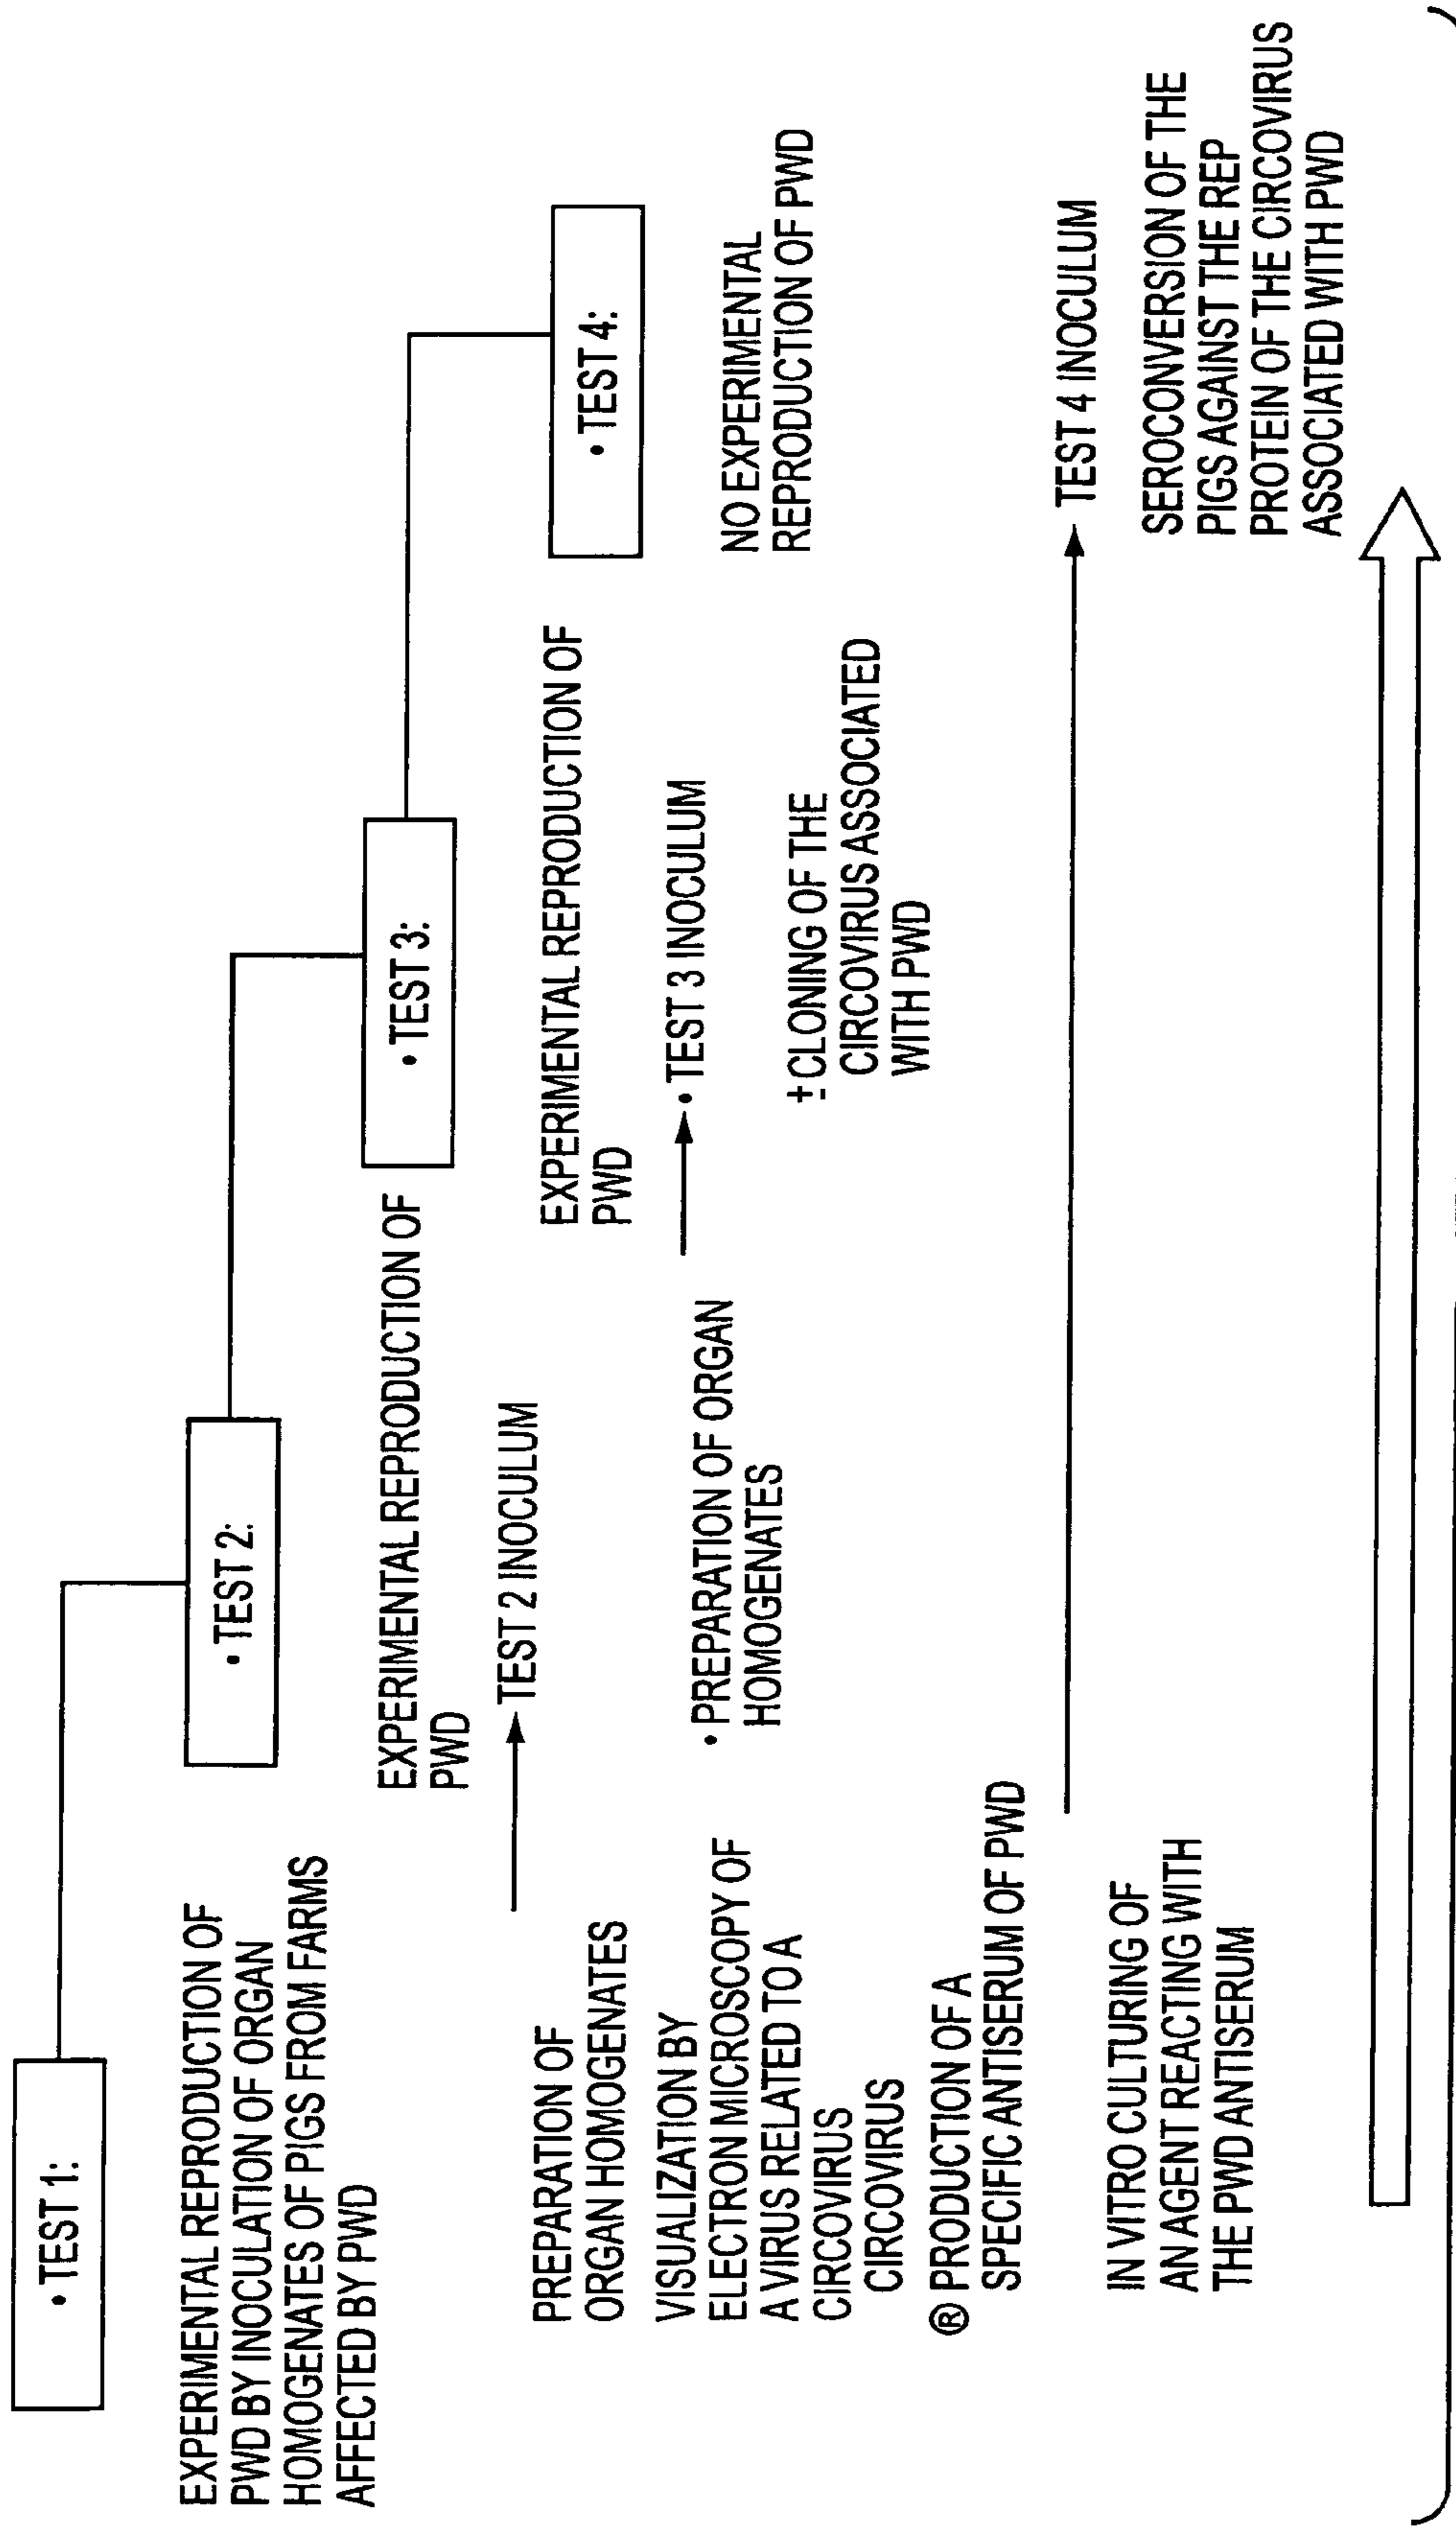 • TEST 1:
EXPERIMENTAL REPRODUCTION OF
PWD BY INOCULATION OF ORGAN
HOMOGENATES OF PIGS FROM FARMS
AFFECTED BY PWD
PREPARATION OF
ORGAN HOMOGENATES
VISUALIZATION BY
ELECTRON MICROSCOPY OF
A VIRUS RELATED TO A
CIRCOVIRUS
CIRCOVIRUS
® PRODUCTION OF A
SPECIFIC ANTISERUM OF PWD
IN VITRO CULTURING OF
AN AGENT REACTING WITH
THE PWD ANTISERUM
• TEST 2:
EXPERIMENTAL REPRODUCTION OF
PWD
TEST 2 INOCULUM
• PREPARATION OF ORGAN
HOMOGENATES
• TEST 3:
EXPERIMENTAL REPRODUCTION OF
PWD
• TEST 3 INOCULUM
± CLONING OF THE
CIRCOVIRUS ASSOCIATED
WITH PWD
• TEST 4:
NO EXPERIMENTAL
REPRODUCTION OF PWD
TEST 4 INOCULUM
SEROCONVERSION OF THE
PIGS AGAINST THE REP
PROTEIN OF THE CIRCOVIRUS
ASSOCIATED WITH PWD